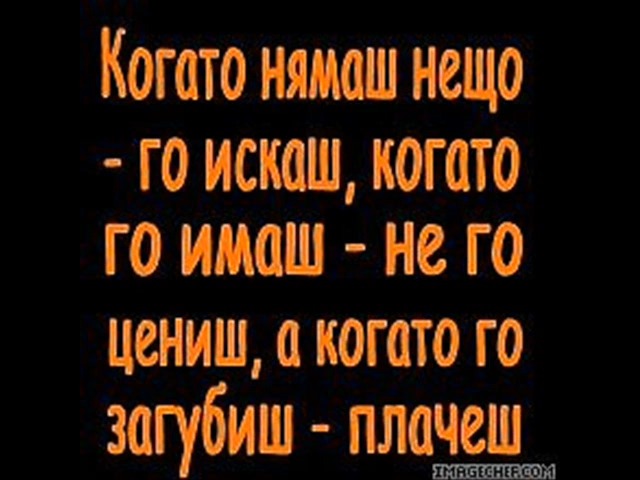 Когато нямаш нещо
- го искаш, когато
го имаш - не го
цениш, а когато го
загубиш - плачеш
IMAGECHEF.COM